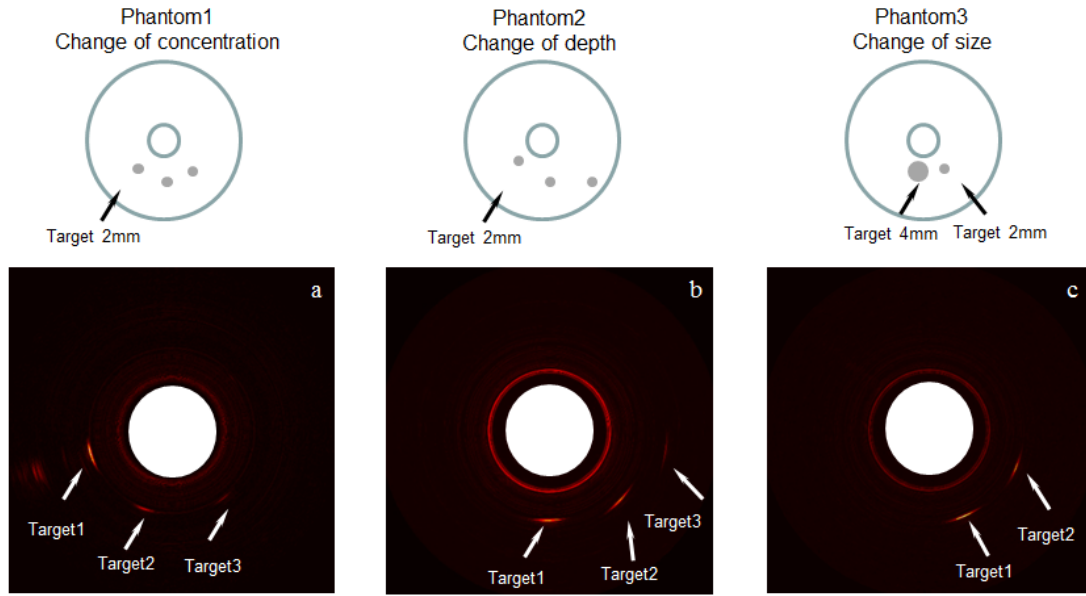 Phantom1
Change of concentration
Phantom2
Change of depth
Phantom3
Change of size
Target 2mm
Target 2mm
Target 4mm
Target 2mm
a
b
c
Target1
Target2
Target3
Target1
Target2
Target3
Target1
Target2